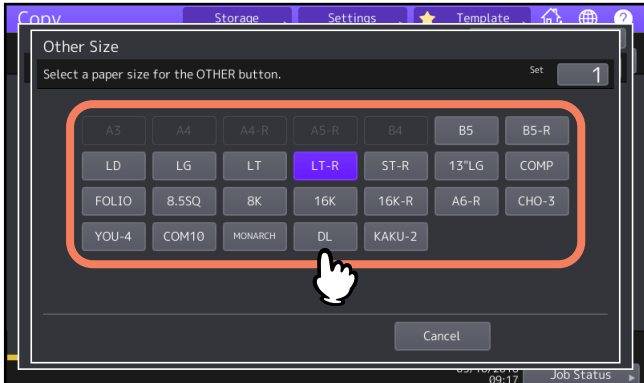 Copy Storage Settings Template
Other Size
Select a paper size for the OTHER button. Set 1
A3 A4 A4-R A5-R B4 B5 B5-R
LD LG LT LT-R ST-R 13"LG COMP
FOLIO 8.5SQ 8K 16K 16K-R A6-R CHO-3
YOU-4 COM10 MONARCH DL KAKU-2
Cancel
09:17 Job Status